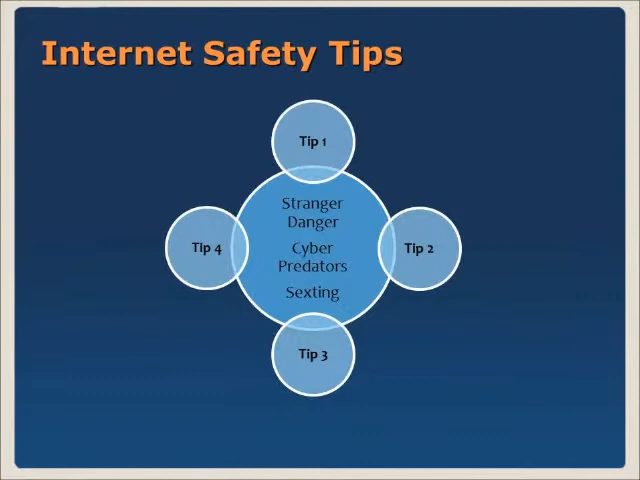 Internet Safety Tips
Tip 1
Stranger
Danger
Cyber
Predators
Sexting
Tip 4
Tip 2
Tip 3